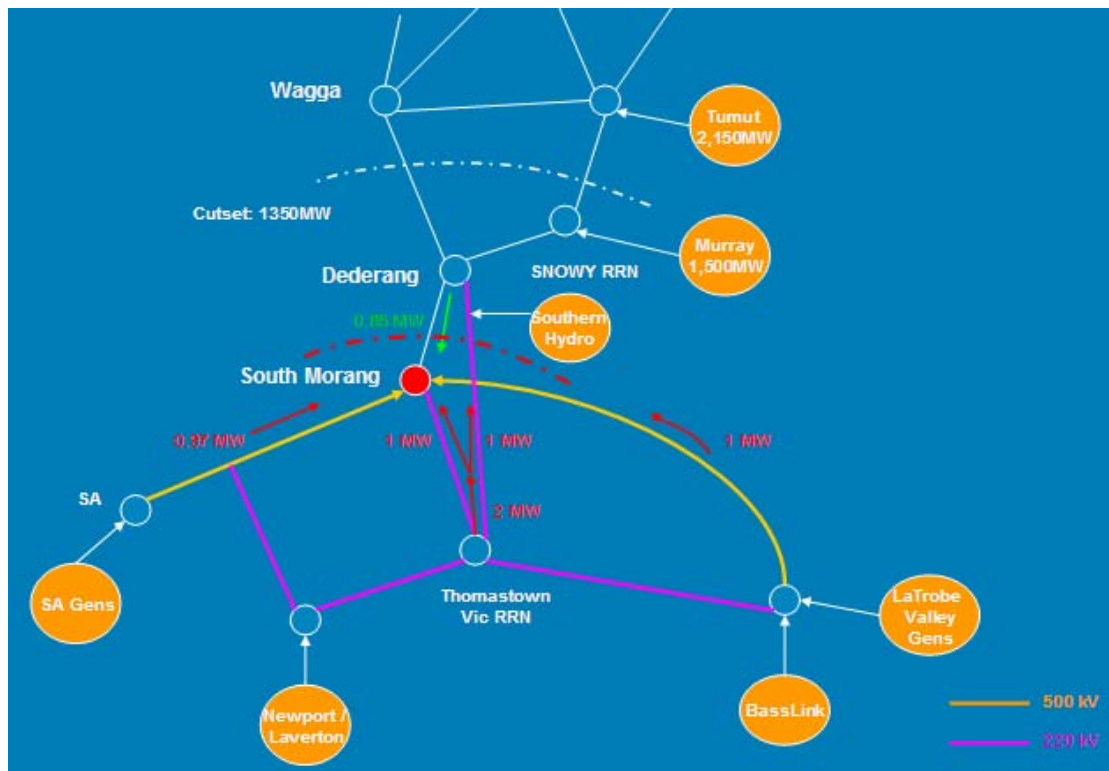 Wagga
Tumut
2,150MW
Cutset: 1350MW
Murray
1,500MW
Dederang
SNOWY RRN
0.85 MW
Southern
Hydro
South Morang
0.97 MW
1 MW
1 MW
1 MW
SA
2 MW
SA Gens
Thomastown
Vic RRN
LaTrobe
Valley
Gens
Newport /
Laverton
BassLink
500 kV
220 kV